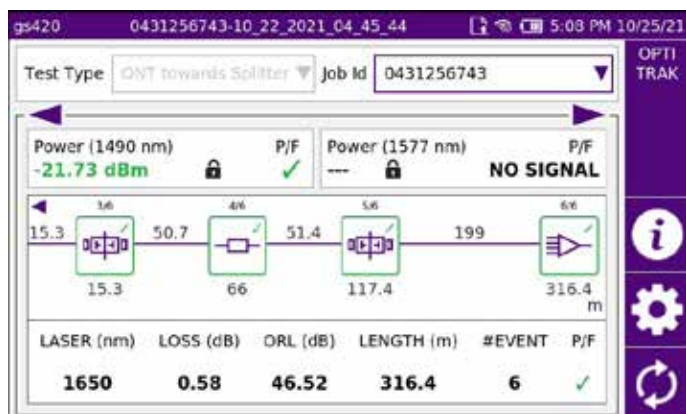 gs420 0431256743-10_22_2021_04_45_44 5:08 PM 10/25/21
OPTI
TRAK
Test Type ONT towards Splitter Job Id 0431256743
Power (1490 nm) P/F Power (1577 nm) P/F
-21.73 dBm ✓ --- NO SIGNAL
3/6 4/6 5/6 6/6
15.3 50.7 51.4 199
15.3 66 117.4 316.4
m
LASER (nm) LOSS (dB) ORL (dB) LENGTH (m) #EVENT P/F
1650 0.58 46.52 316.4 6 ✓